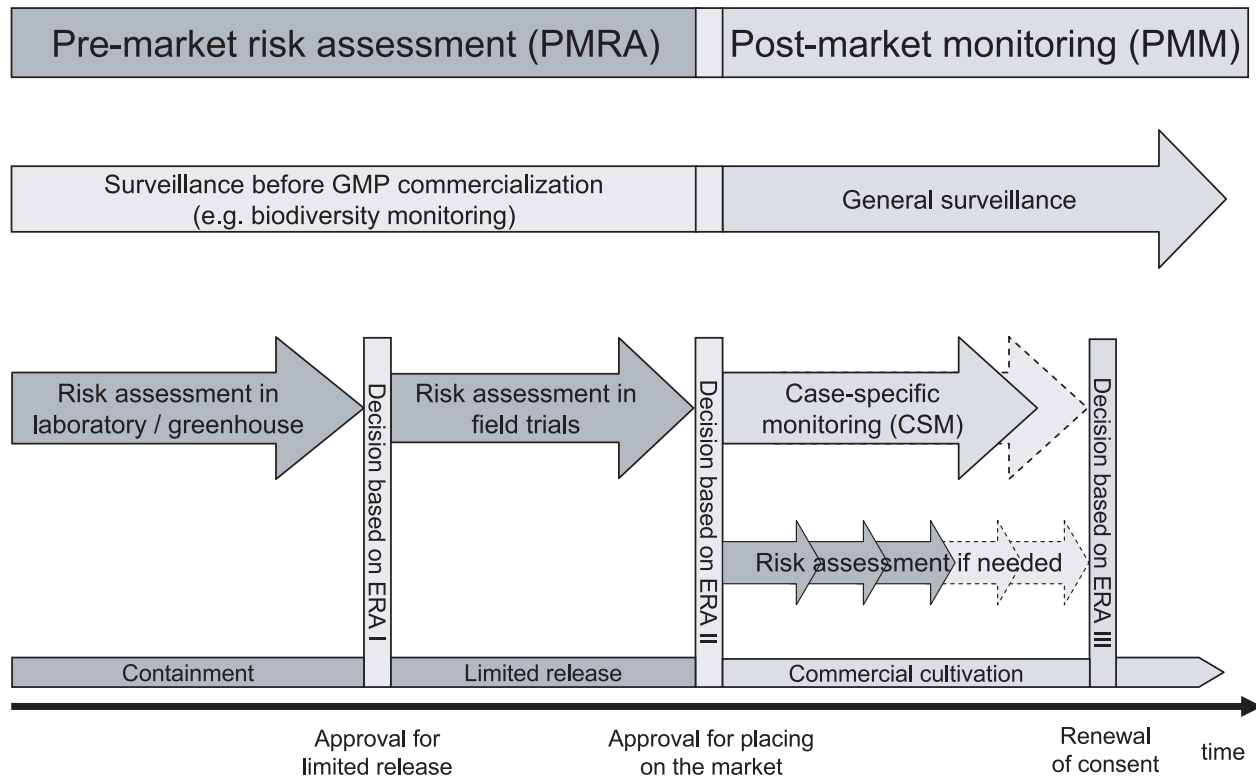 Pre-market risk assessment (PMRA)
Post-market monitoring (PMM)
Surveillance before GMP commercialization
(e.g. biodiversity monitoring)
General surveillance
Risk assessment in
laboratory / greenhouse
Decision based on ERA I
Risk assessment in
field trials
Decision based on ERA II
Case-specific
monitoring (CSM)
Risk assessment if needed
Decision based on ERA III
Containment
Limited release
Commercial cultivation
Approval for
limited release
Approval for placing
on the market
Renewal
of consent
time